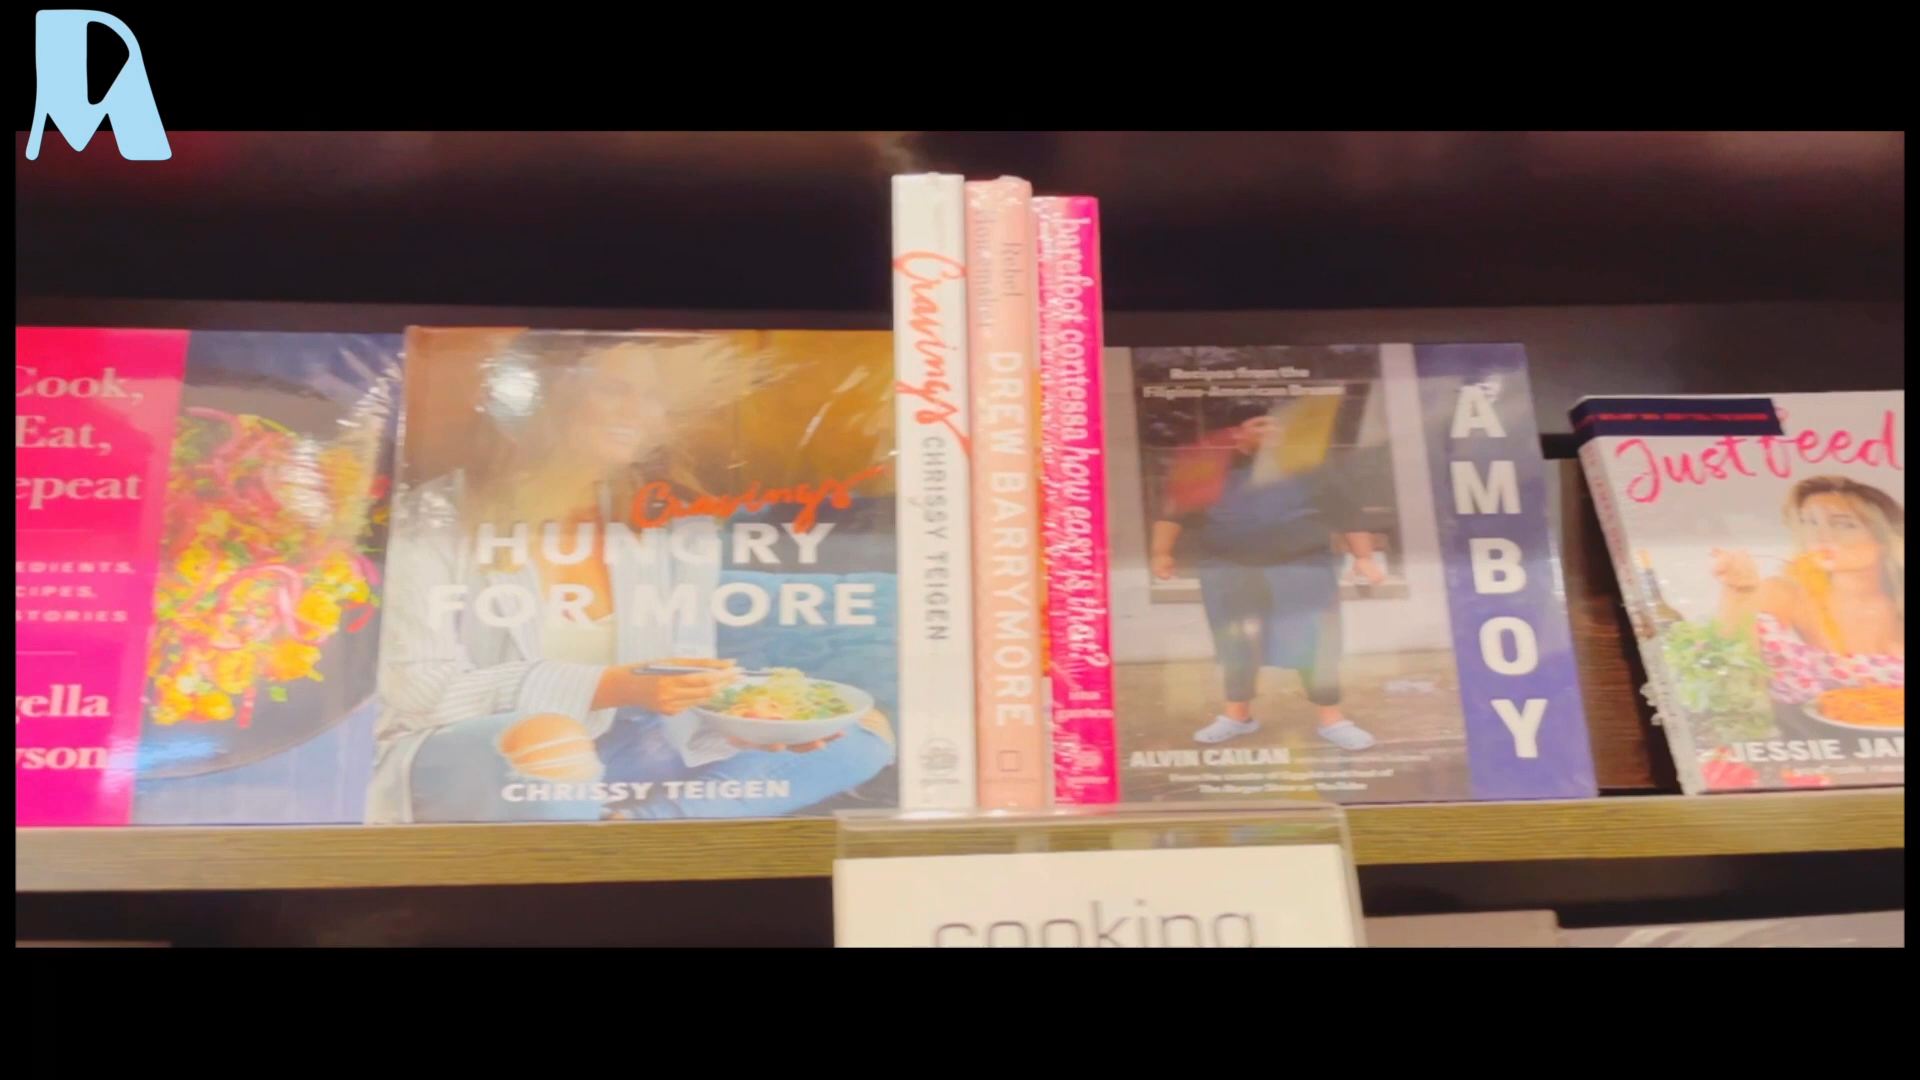 Cook,
Eat,
epeat
EDIENTS,
CIPES,
STORIES
ella
son
Cravings
HUNGRY
FOR MORE
CHRISSY TEIGEN
Cravings CHRISSY TEIGEN
Rebel
Homemaker
DREW BARRYMORE
barefoot contessa how easy is that?
Recipes from the
Filipino-American Dream
ALVIN CAILAN
AMBOY
Just Feed
JESSIE JA
cooking